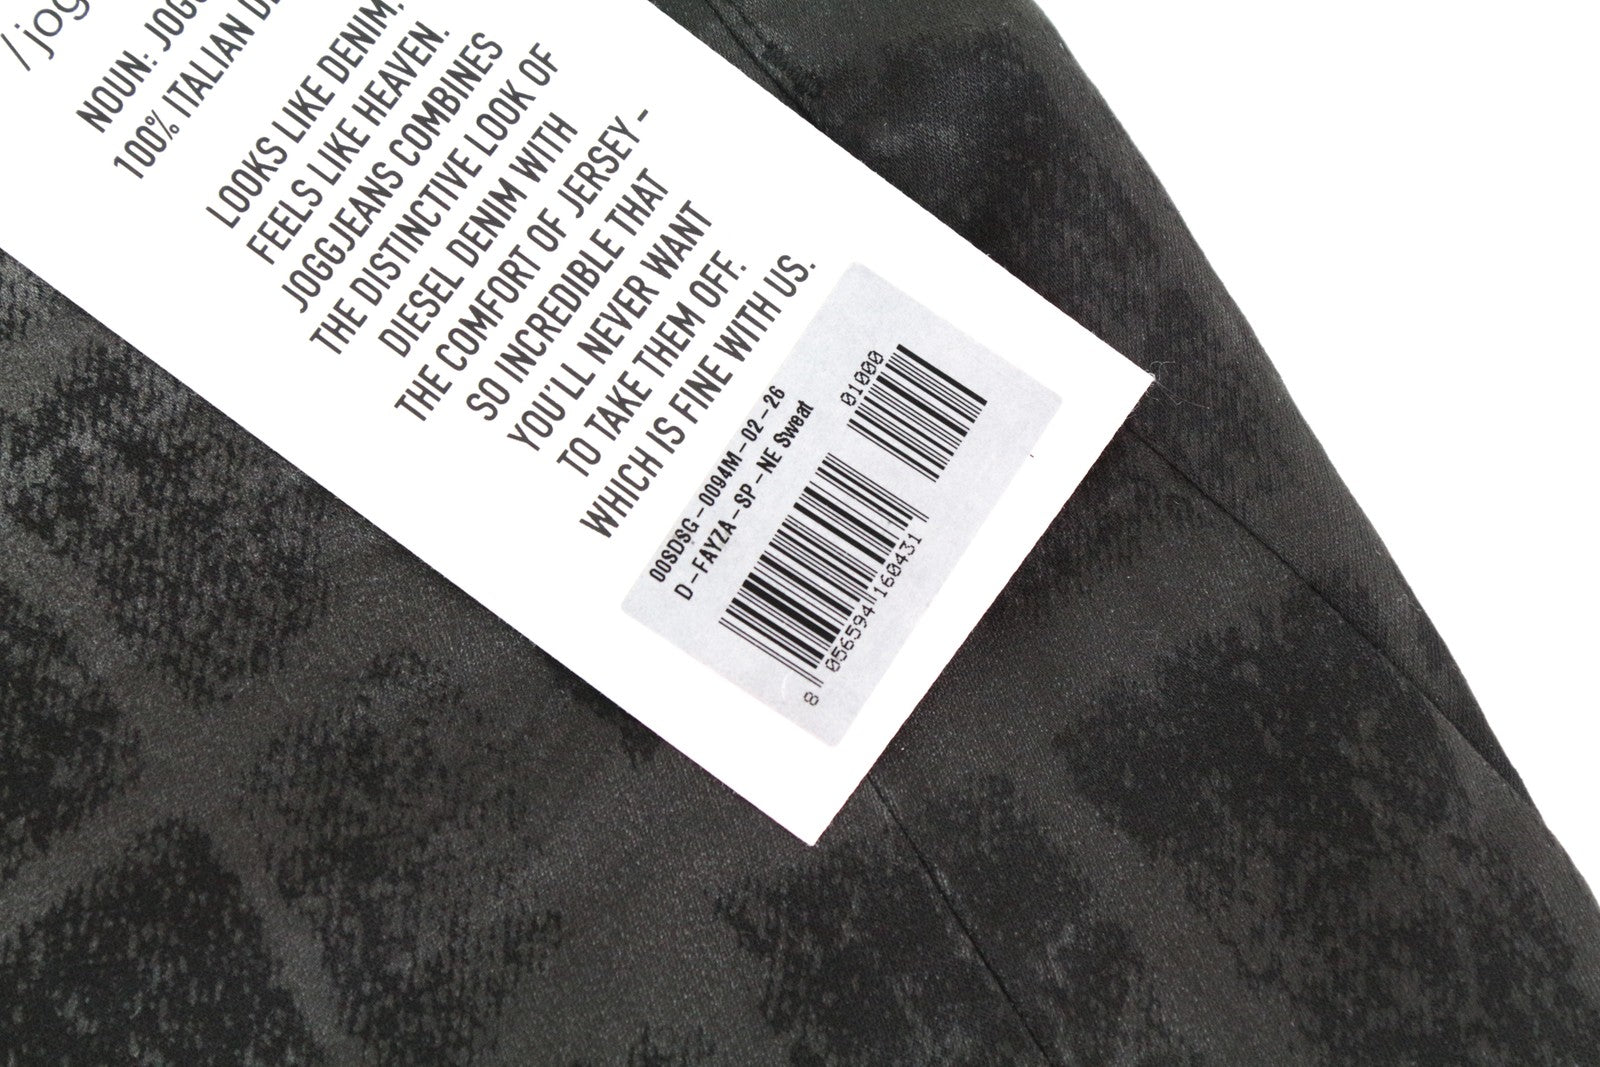 /jog
NOUN: JOG
100% ITALIAN
LOOKS LIKE DENIM,
FEELS LIKE HEAVEN.
JOGGJEANS COMBINES
THE DISTINCTIVE LOOK OF
DIESEL DENIM WITH
THE COMFORT OF JERSEY -
SO INCREDIBLE THAT
YOU'LL NEVER WANT
TO TAKE THEM OFF.
WHICH IS FINE WITH US.
00SDSG-0094M-02-26
D-FAYZA-SP-NE Sweat
01000
8 056594 160431